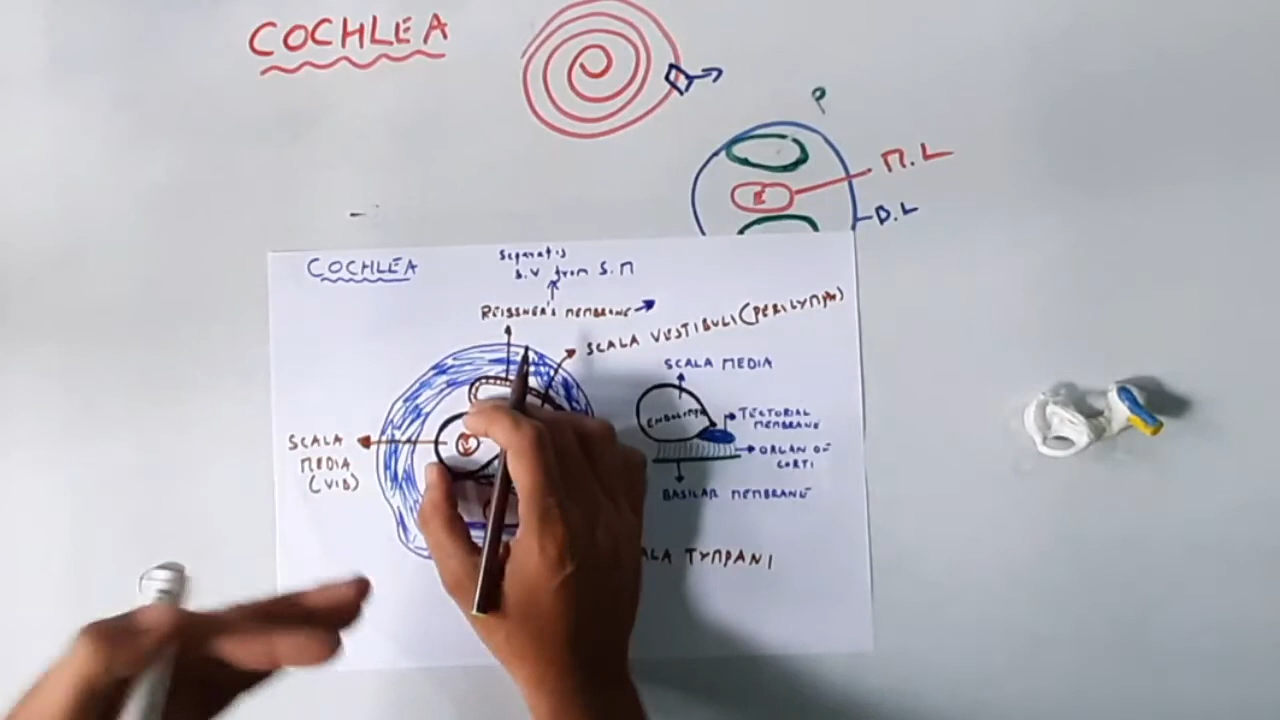 COCHLEA
P
M.L
B.L
COCHLEA
Separates
S.V from S.M
REISSNER'S MEMBRANE
SCALA VESTIBULI (PERILYMPH)
SCALA MEDIA
ENDOLYMPH
TECTORIAL
MEMBRANE
ORGAN OF
CORTI
BASILAR MEMBRANE
SCALA
MEDIA
(VIB)
ALA TYMPANI